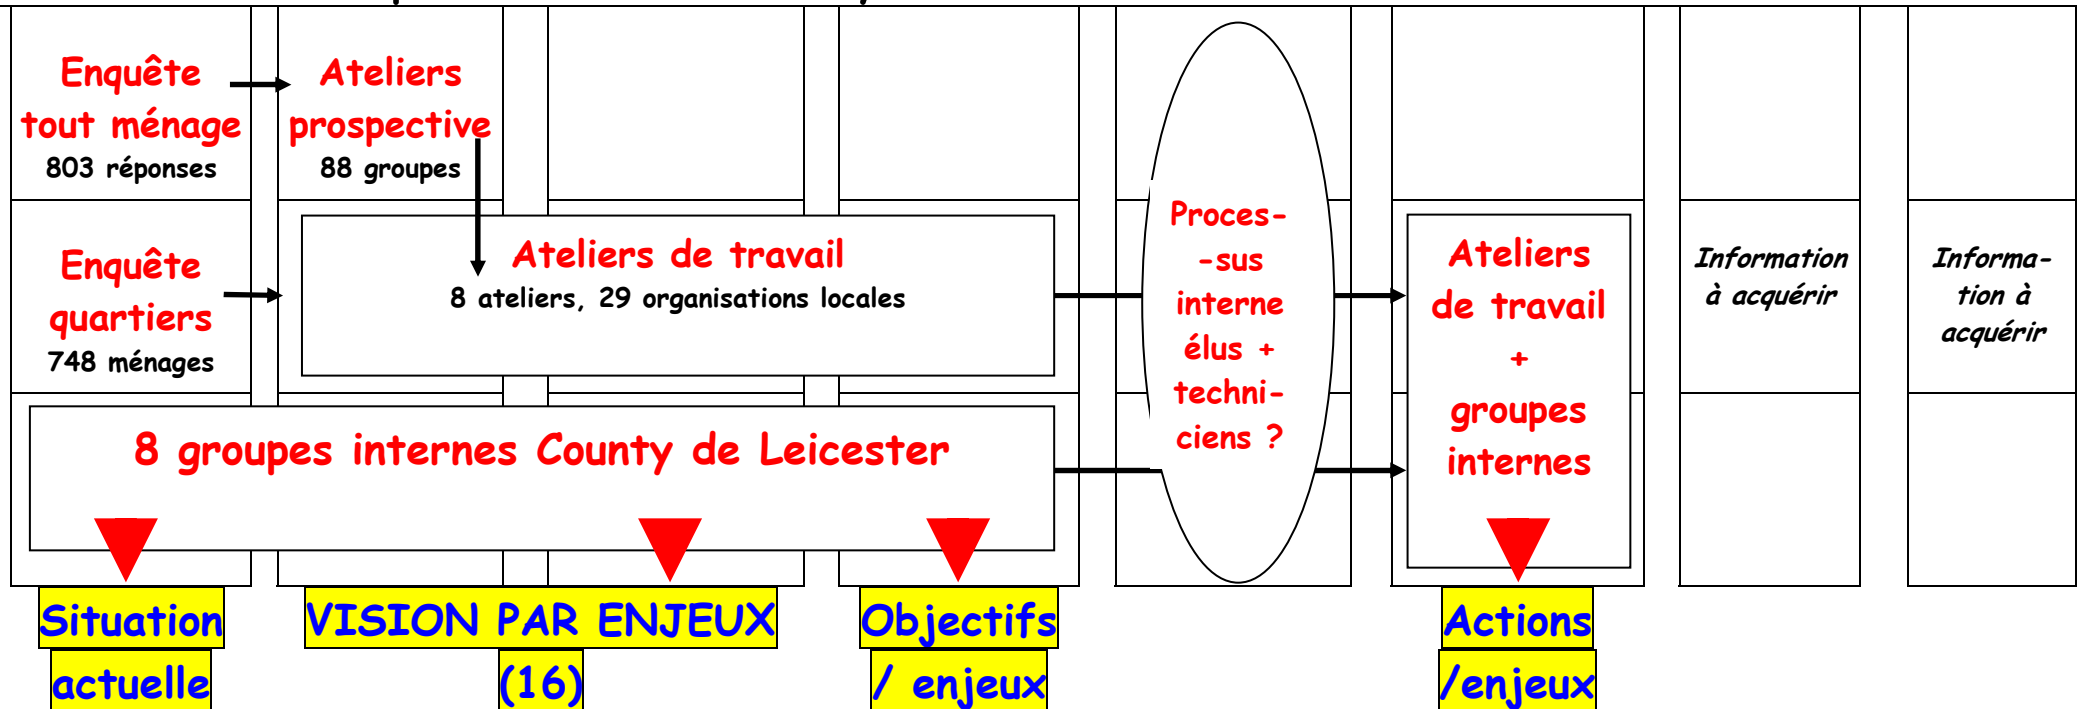 Enquête
tout ménage
803 réponses
Ateliers
prospective
88 groupes
Enquête
quartiers
748 ménages
Ateliers de travail
8 ateliers, 29 organisations locales
Proces-
-sus
interne
élus +
techni-
ciens ?
Ateliers
de travail
+
groupes
internes
Information
à acquérir
Informa-
tion à
acquérir
8 groupes internes County de Leicester
Situation
actuelle
VISION PAR ENJEUX
(16)
Objectifs
/ enjeux
Actions
/enjeux